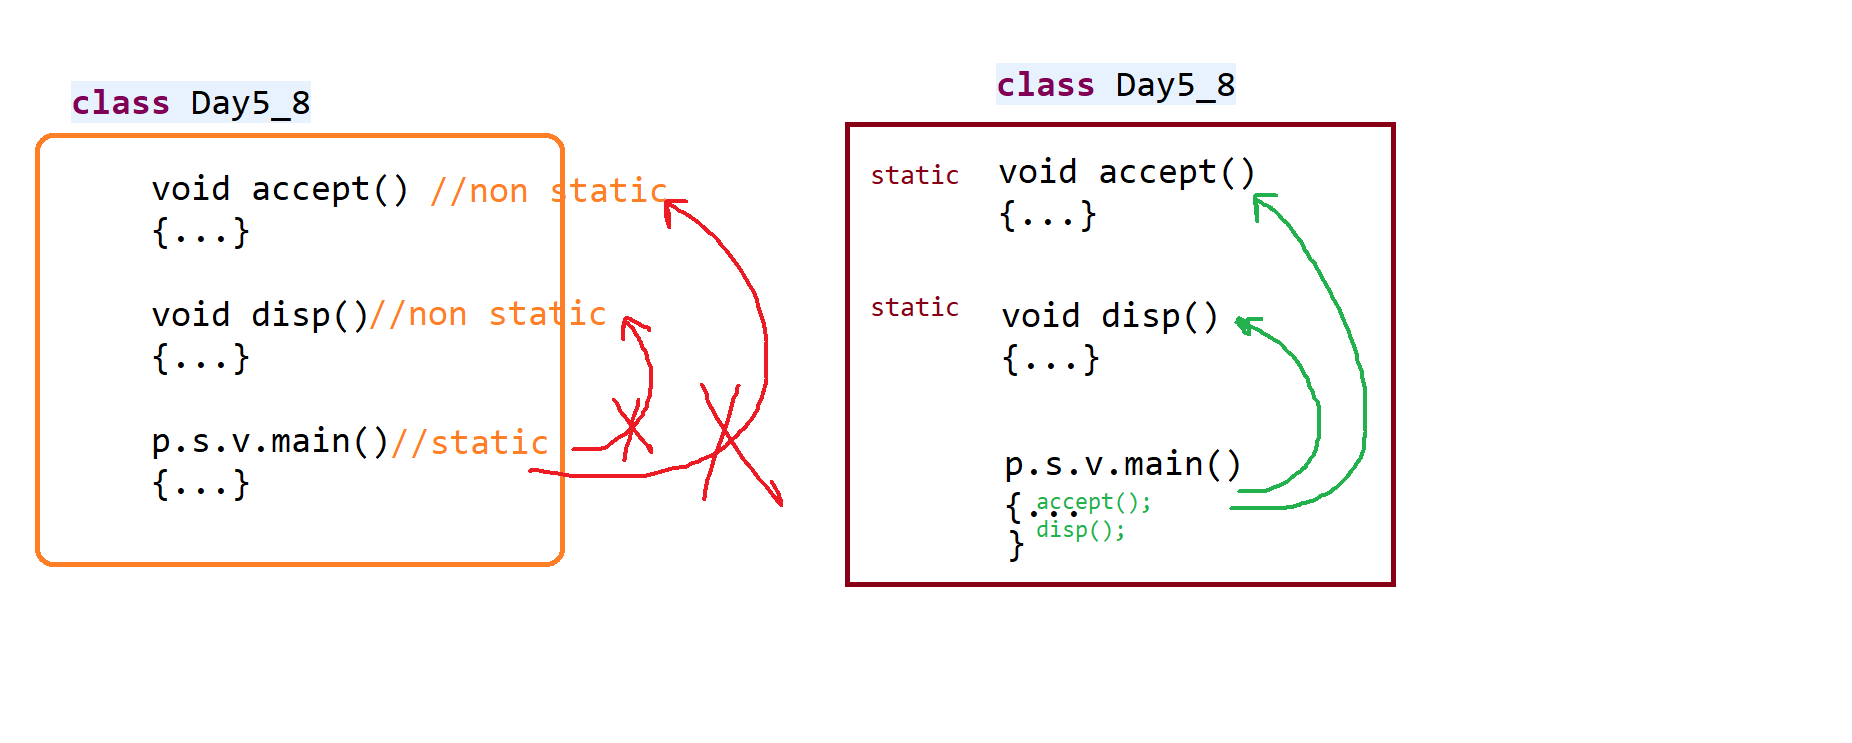 class Day5_8
void accept() //non static
{...}
void disp()//non static
{...}
p.s.v.main()//static
{...}
class Day5_8
static void accept()
{...}
static void disp()
{...}
p.s.v.main()
{... accept();
disp();
}